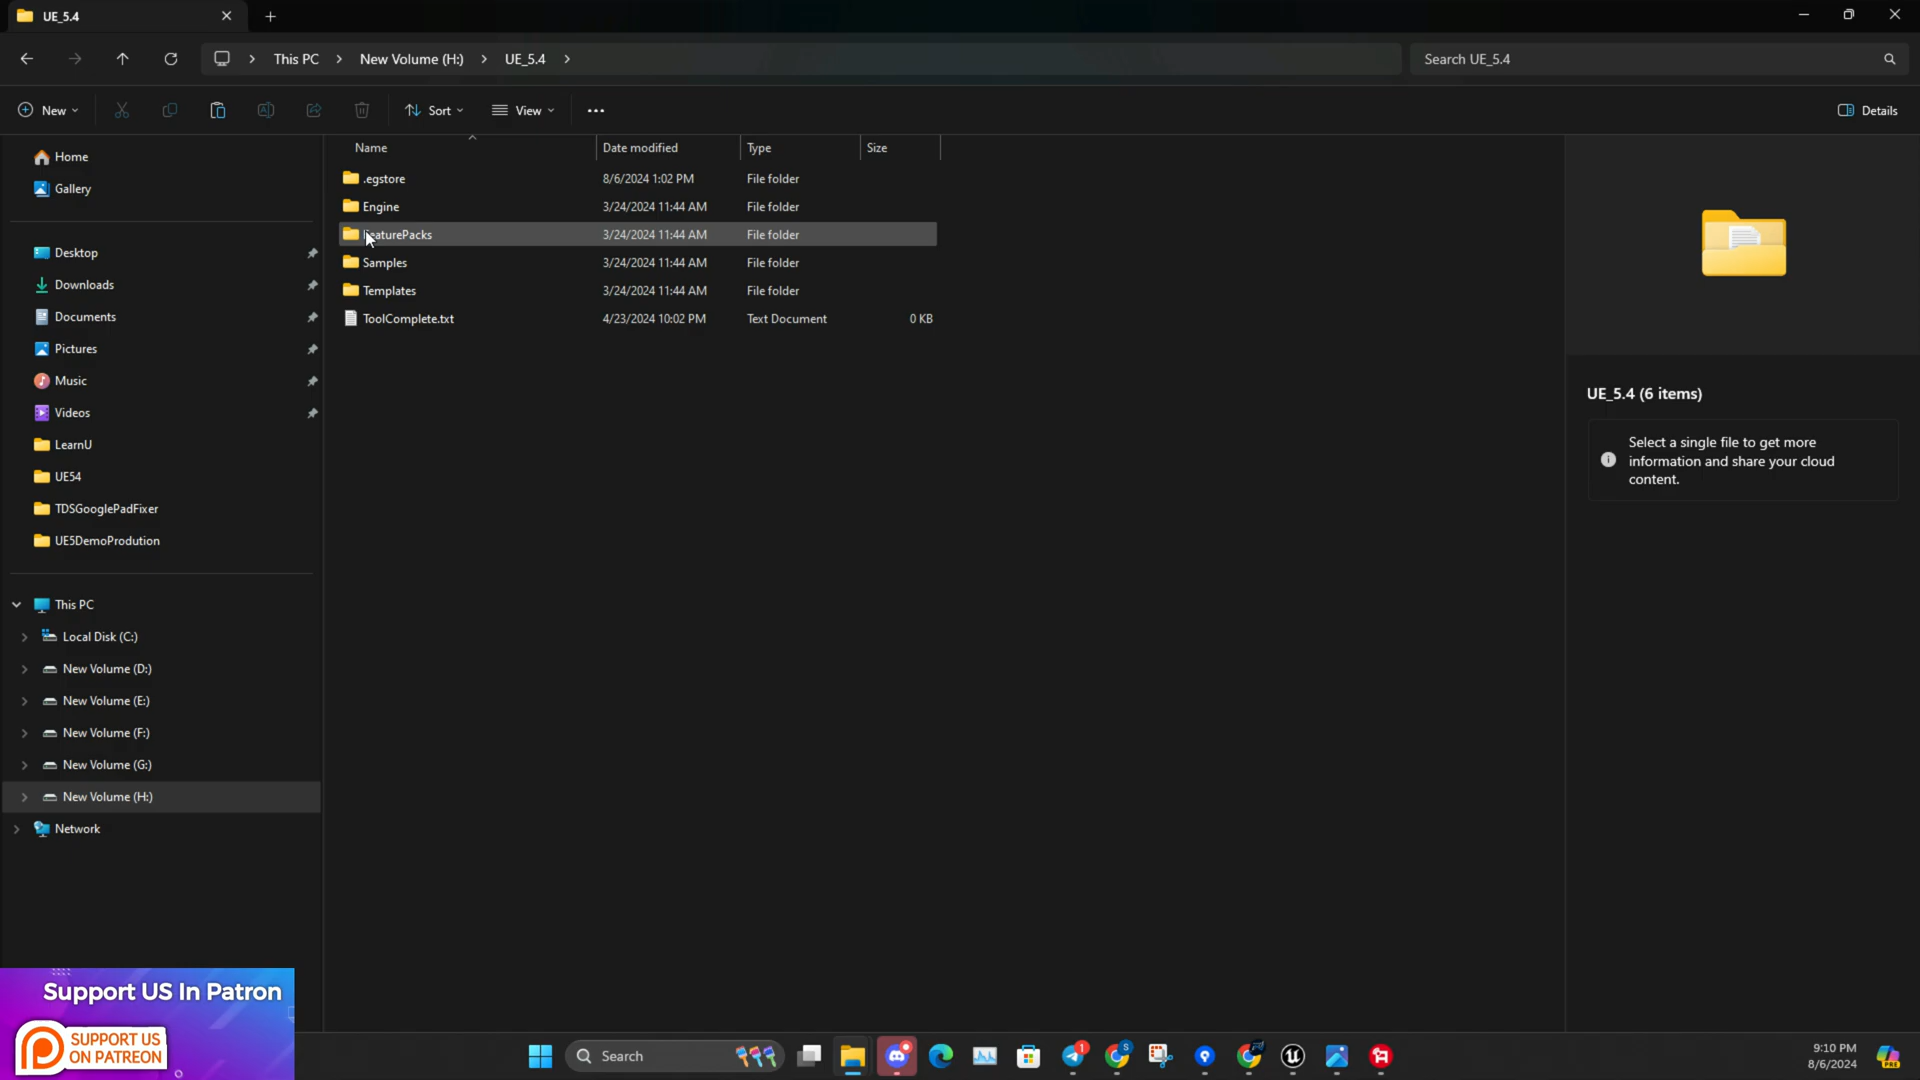 UE_5.4
This PC
New Volume (H:)
UE_5.4
Search UE_5.4
New
Sort
View
Details
Home
Gallery
Desktop
Downloads
Documents
Pictures
Music
Videos
LearnU
UE54
TDSGooglePadFixer
UE5DemoProdution
This PC
Local Disk (C:)
New Volume (D:)
New Volume (E:)
New Volume (F:)
New Volume (G:)
New Volume (H:)
Network
Name Date modified Type Size
.egstore 8/6/2024 1:02 PM File folder
Engine 3/24/2024 11:44 AM File folder
FeaturePacks 3/24/2024 11:44 AM File folder
Samples 3/24/2024 11:44 AM File folder
Templates 3/24/2024 11:44 AM File folder
ToolComplete.txt 4/23/2024 10:02 PM Text Document 0 KB
UE_5.4 (6 items)
Select a single file to get more
information and share your cloud
content.
Support US In Patron
SUPPORT US
ON PATREON
Search
1
S
PRE
9:10 PM
8/6/2024